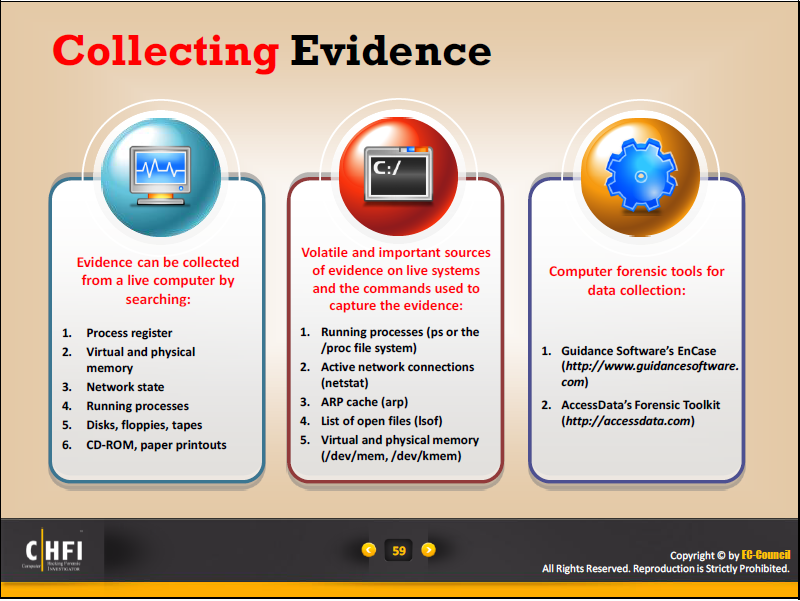 Collecting Evidence
C:/
Evidence can be collected
from a live computer by
searching:
1. Process register
2. Virtual and physical
memory
3. Network state
4. Running processes
5. Disks, floppies, tapes
6. CD-ROM, paper printouts
Volatile and important sources
of evidence on live systems
and the commands used to
capture the evidence:
1. Running processes (ps or the
/proc file system)
2. Active network connections
(netstat)
3. ARP cache (arp)
4. List of open files (lsof)
5. Virtual and physical memory
(/dev/mem, /dev/kmem)
Computer forensic tools for
data collection:
1. Guidance Software's EnCase
(http://www.guidancesoftware.
com)
2. AccessData's Forensic Toolkit
(http://accessdata.com)
CHFI
Computer Hacking Forensic
INVESTIGATOR
59
Copyright © by EC-Council
All Rights Reserved. Reproduction is Strictly Prohibited.